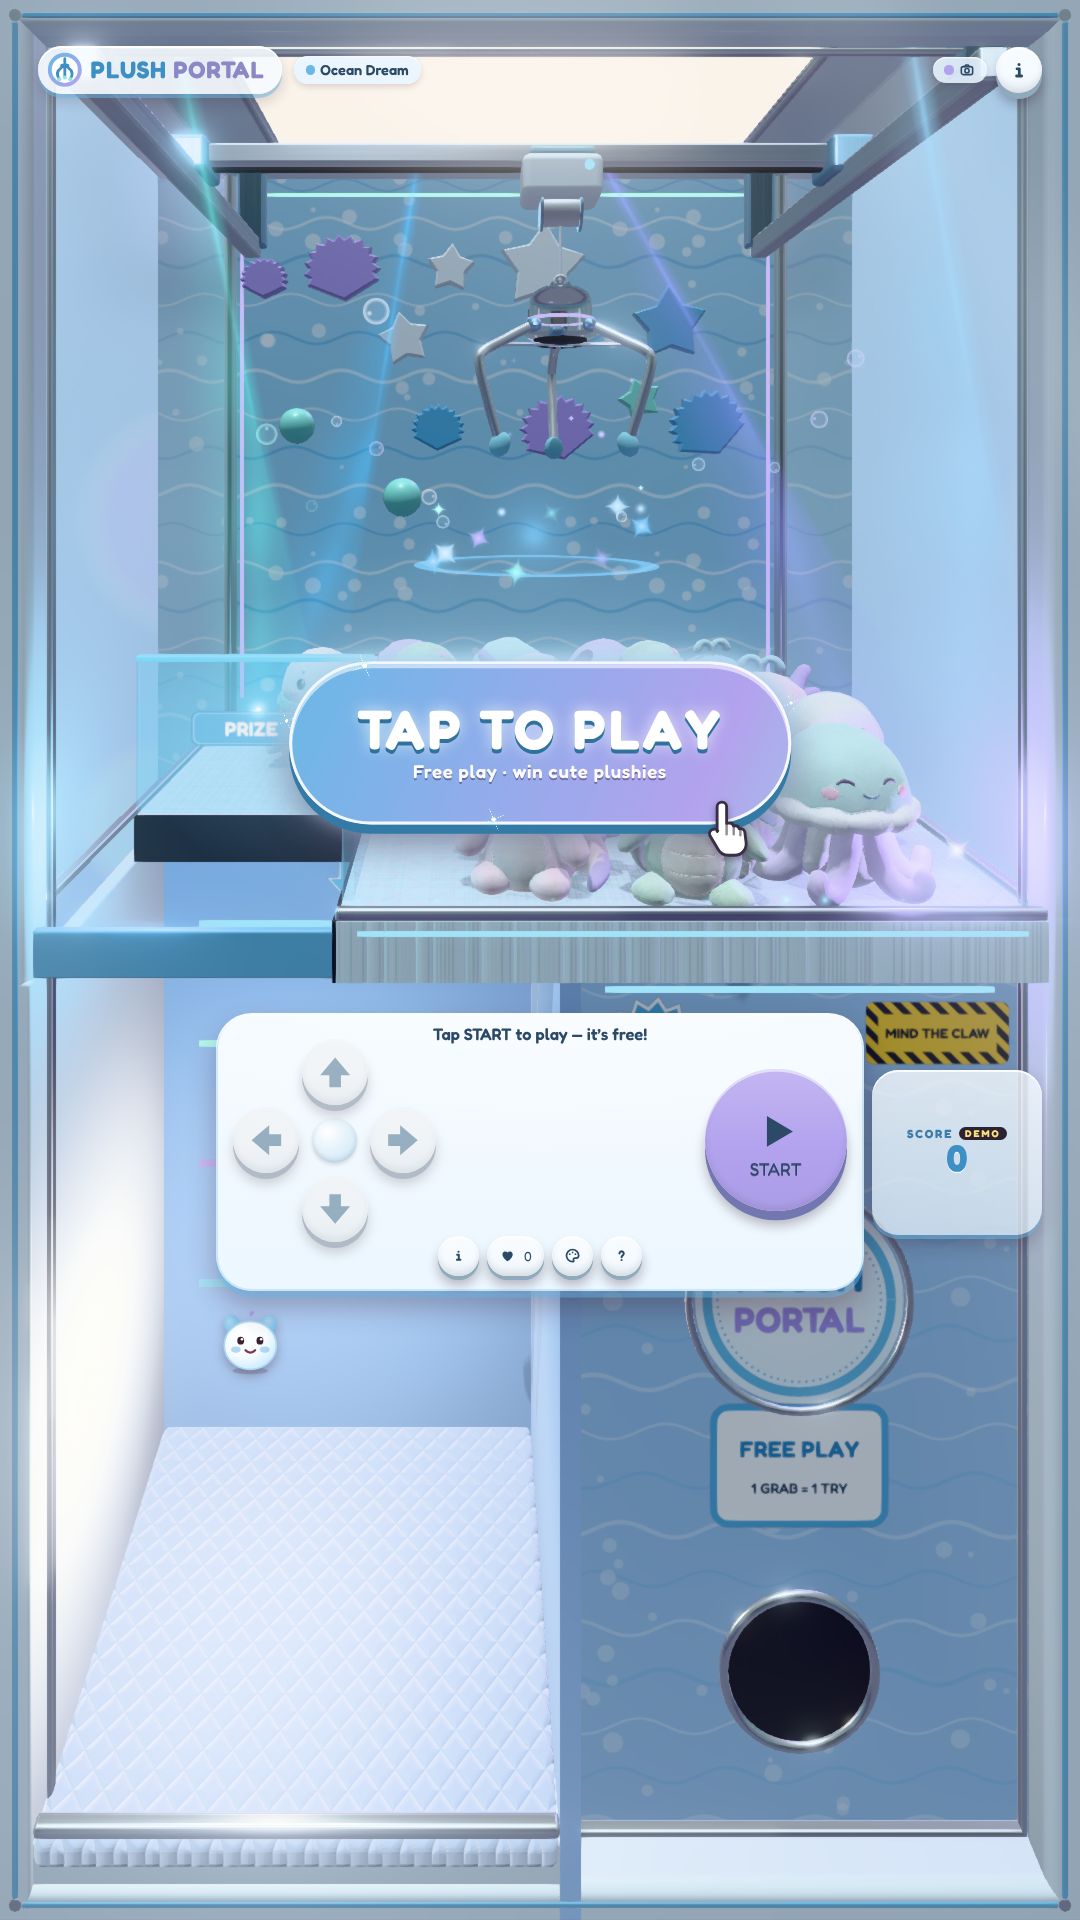 PLUSH PORTAL
Ocean Dream
i
PRIZE
TAP TO PLAY
Free play · win cute plushies
Tap START to play – it's free!
MIND THE CLAW
START
SCORE DEMO
0
i
0
?
PORTAL
FREE PLAY
1 GRAB = 1 TRY